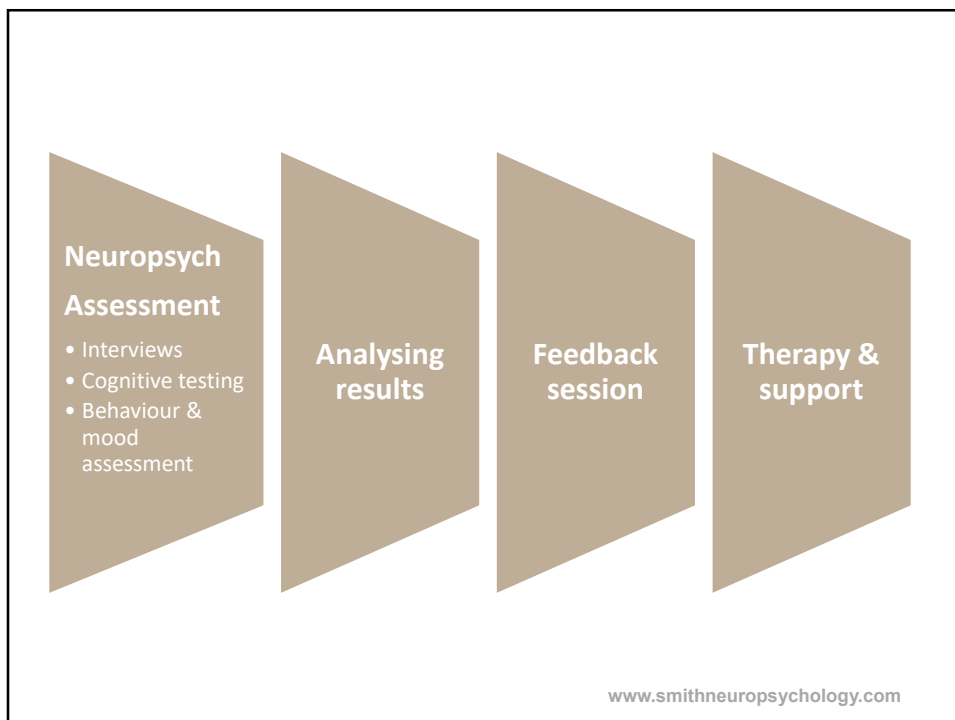 Neuropsych
Assessment
• Interviews
• Cognitive testing
• Behaviour &
mood
assessment
Analysing
results
Feedback
session
Therapy &
support
www.smithneuropsychology.com